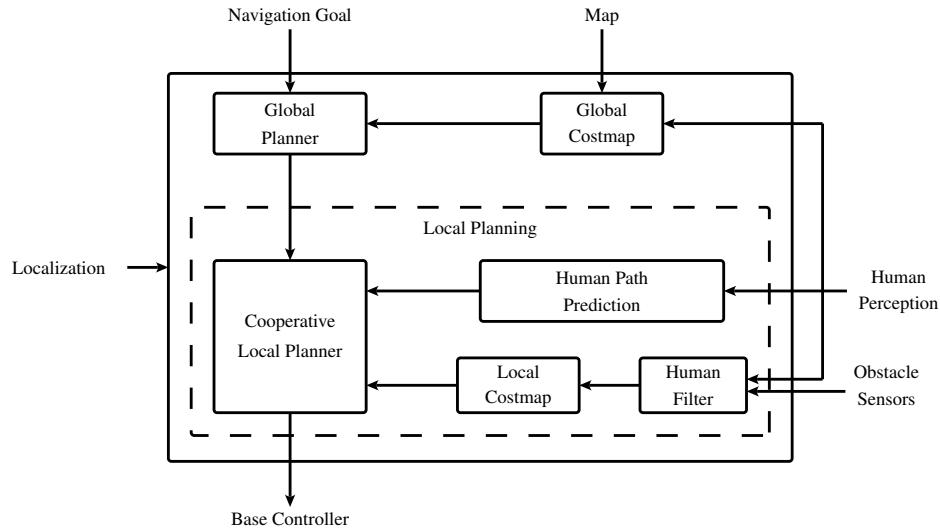 Navigation Goal
Map
Global
Planner
Global
Costmap
Local Planning
Localization
Human Path
Prediction
Human
Perception
Cooperative
Local Planner
Local
Costmap
Human
Filter
Obstacle
Sensors
Base Controller